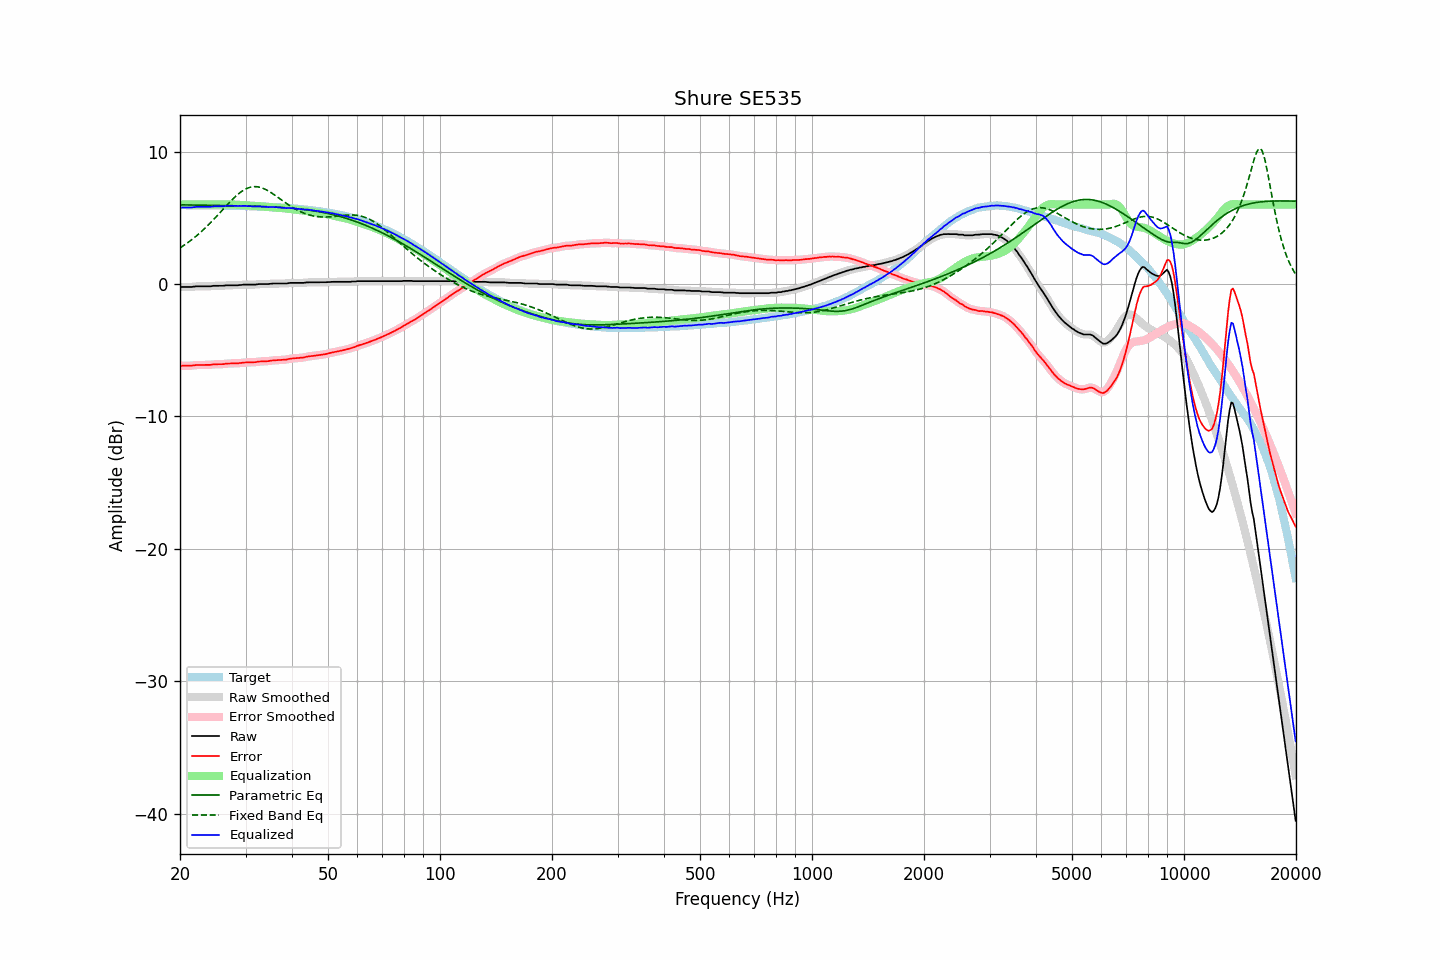 Shure SE535
Amplitude (dBr)
10
0
−10
−20
−30
−40
Target
Raw Smoothed
Error Smoothed
Raw
Error
Equalization
Parametric Eq
Fixed Band Eq
Equalized
20 50 100 200 500 1000 2000 5000 10000 20000
Frequency (Hz)